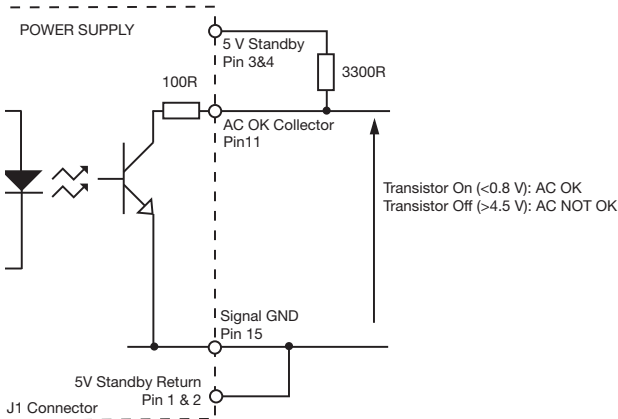 POWER SUPPLY
5 V Standby
Pin 3&4
3300R
100R
AC OK Collector
Pin11
Transistor On (<0.8 V): AC OK
Transistor Off (>4.5 V): AC NOT OK
Signal GND
Pin 15
5V Standby Return
Pin 1 & 2
J1 Connector